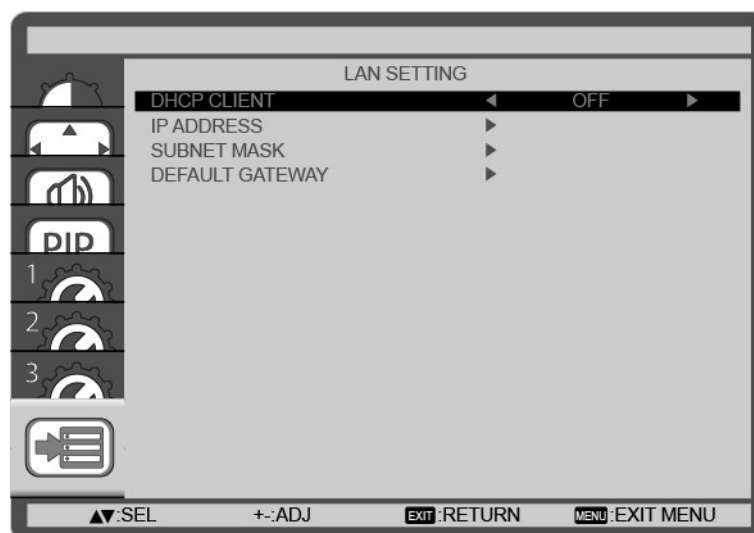 LAN SETTING
DHCP CLIENT ◀ OFF ▶
IP ADDRESS ▶
SUBNET MASK ▶
DEFAULT GATEWAY ▶
PIP
1
2
3
▲▼:SEL +-:ADJ EXIT:RETURN MENU:EXIT MENU